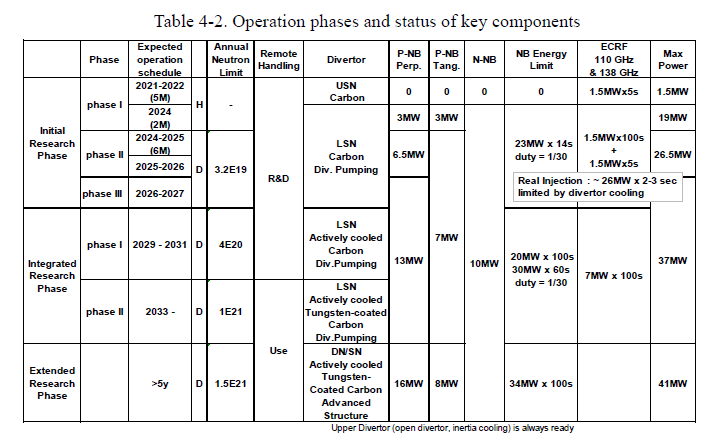 Table 4-2. Operation phases and status of key components
Phase
Expected
operation
schedule
Annual
Neutron
Limit
Remote
Handling
Divertor
P-NB
Perp.
P-NB
Tang.
N-NB
NB Energy
Limit
ECRF
110 GHz
& 138 GHz
Max
Power
Initial
Research
Phase
phase I
2021-2022
(5M)
H
-
R&D
USN
Carbon
0
0
0
0
1.5MWx5s
1.5MW
2024
(2M)
LSN
Carbon
Div. Pumping
3MW
3MW
10MW
23MW x 14s
duty = 1/30
1.5MWx100s
+
1.5MWx5s
19MW
phase II
2024-2025
(6M)
D
3.2E19
6.5MW
7MW
26.5MW
2025-2026
Real Injection : ~ 26MW x 2-3 sec
limited by divertor cooling
phase III
2026-2027
13MW
37MW
Integrated
Research
Phase
phase I
2029 - 2031
D
4E20
LSN
Actively cooled
Carbon
Div.Pumping
20MW x 100s
30MW x 60s
duty = 1/30
7MW x 100s
phase II
2033 -
D
1E21
Use
LSN
Actively cooled
Tungsten-coated
Carbon
Div.Pumping
Extended
Research
Phase
>5y
D
1.5E21
DN/SN
Actively cooled
Tungsten-
Coated Carbon
Advanced
Structure
16MW
8MW
34MW x 100s
41MW
Upper Divertor (open divertor, inertia cooling) is always ready